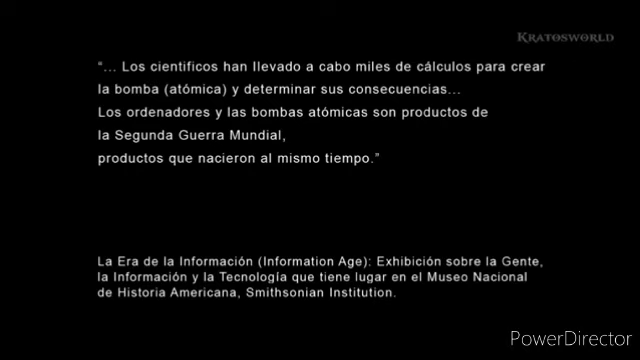 KRATOSWORLD
“... Los cientificos han llevado a cabo miles de cálculos para crear
la bomba (atómica) y determinar sus consecuencias...
Los ordenadores y las bombas atómicas son productos de
la Segunda Guerra Mundial,
productos que nacieron al mismo tiempo.”
La Era de la Información (Information Age): Exhibición sobre la Gente,
la Información y la Tecnología que tiene lugar en el Museo Nacional
de Historia Americana, Smithsonian Institution.
PowerDirector